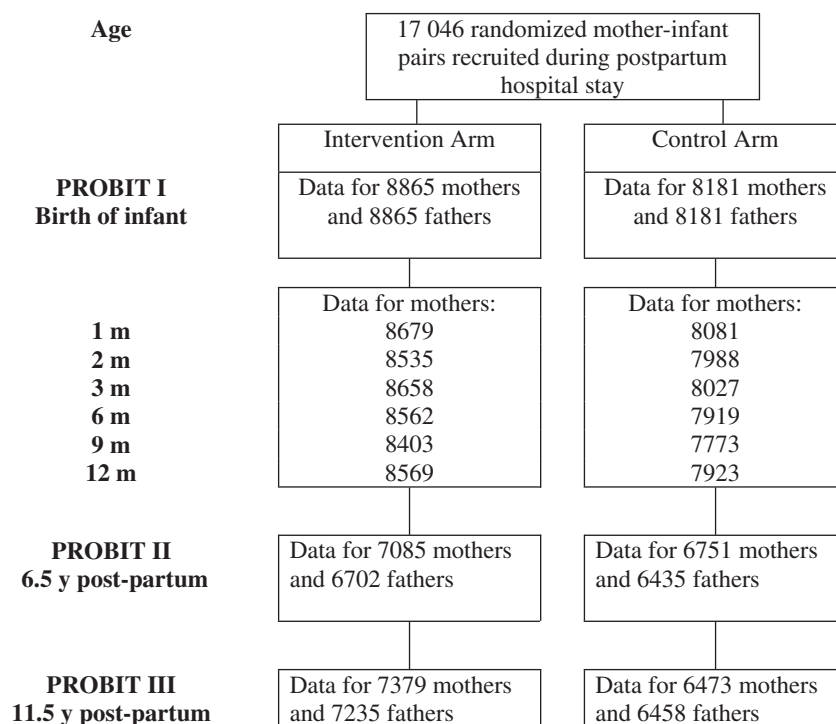 Age
17 046 randomized mother-infant
pairs recruited during postpartum
hospital stay
Intervention Arm
Control Arm
PROBIT I
Birth of infant
Data for 8865 mothers
and 8865 fathers
Data for 8181 mothers
and 8181 fathers
Data for mothers:
Data for mothers:
1 m 8679 8081
2 m 8535 7988
3 m 8658 8027
6 m 8562 7919
9 m 8403 7773
12 m 8569 7923
PROBIT II
6.5 y post-partum
Data for 7085 mothers
and 6702 fathers
Data for 6751 mothers
and 6435 fathers
PROBIT III
11.5 y post-partum
Data for 7379 mothers
and 7235 fathers
Data for 6473 mothers
and 6458 fathers